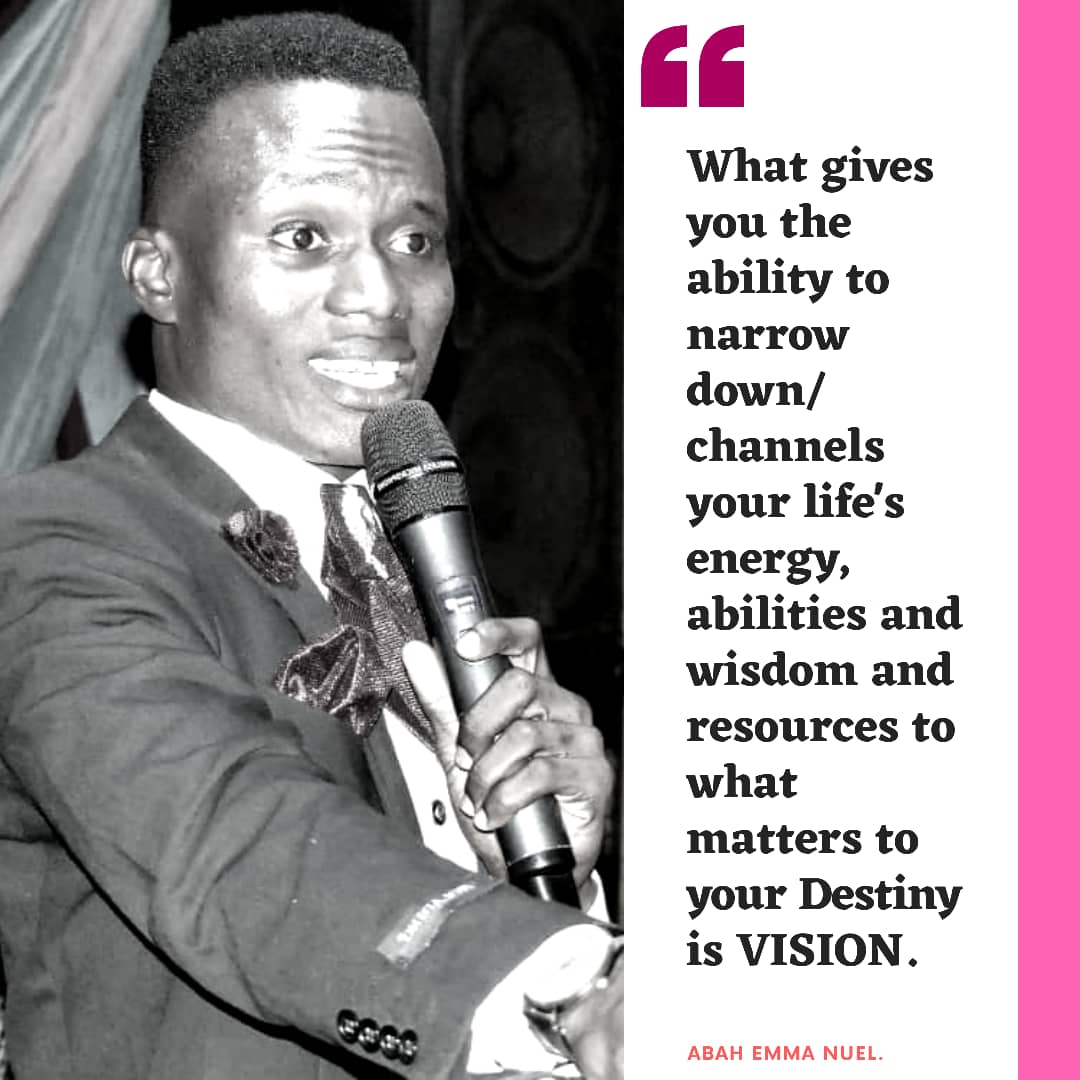 What gives
you the
ability to
narrow
down/
channels
your life's
energy,
abilities and
wisdom and
resources to
what
matters to
your Destiny
is VISION.
ABAH EMMA NUEL.